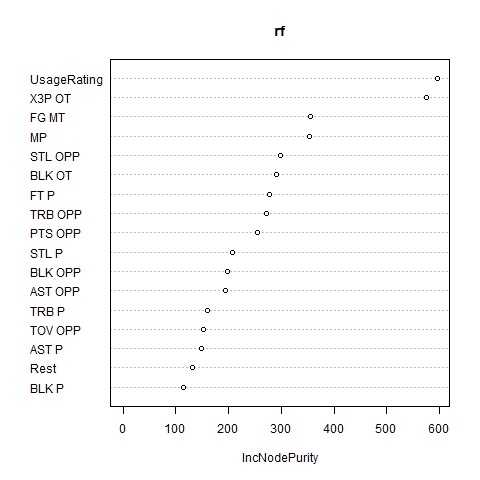 rf
UsageRating
X3P OT
FG MT
MP
STL OPP
BLK OT
FT P
TRB OPP
PTS OPP
STL P
BLK OPP
AST OPP
TRB P
TOV OPP
AST P
Rest
BLK P
0 100 200 300 400 500 600
IncNodePurity